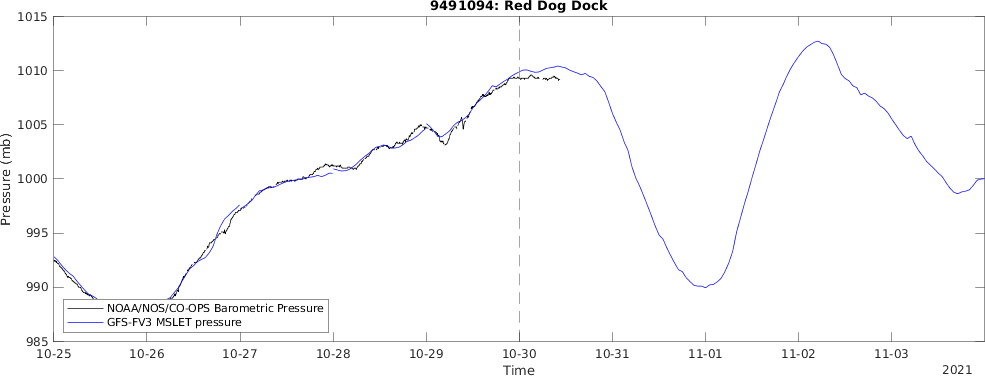 9491094: Red Dog Dock
Pressure (mb)
1015
1010
1005
1000
995
990
985
NOAA/NOS/CO-OPS Barometric Pressure
GFS-FV3 MSLET pressure
10-25 10-26 10-27 10-28 10-29 10-30 10-31 11-01 11-02 11-03
Time
2021